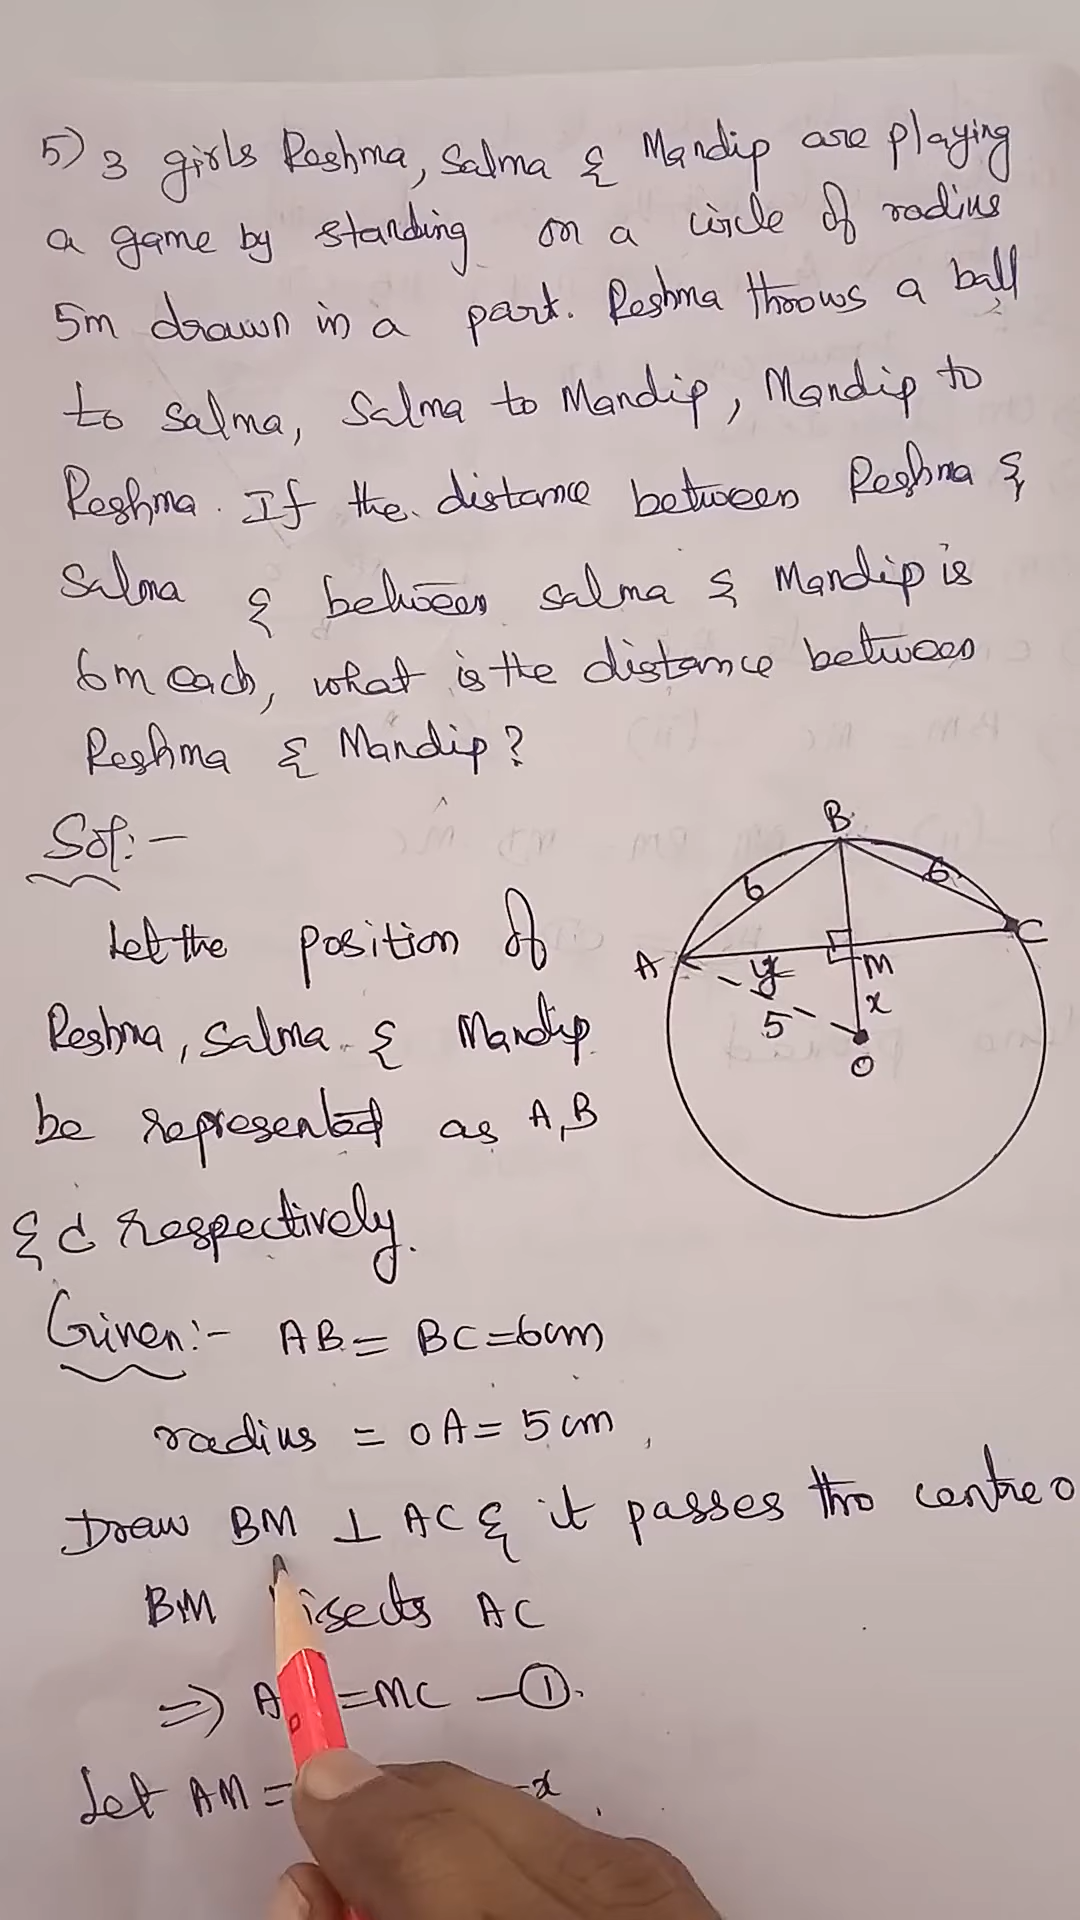 5) 3 girls Reshma, Salma & Mandip are playing
a game by standing on a circle of radius
5m drawn in a part. Reshma throws a ball
to salma, Salma to Mandip, Mandip to
Reshma. If the distance between Reshma &
Salma & between salma & Mandip is
6m each, what is the distance between
Reshma & Mandip?
Sol:-
B
6
6
A
C
y
M
x
5
O
Let the position of
Reshma, Salma & Mandip
be represented as A,B
& C respectively.
Given:- AB = BC = 6cm
radius = OA = 5cm,
Draw BM ⊥ AC & it passes thro centre O
BM AC
=> =MC —①.
Let AM = x.